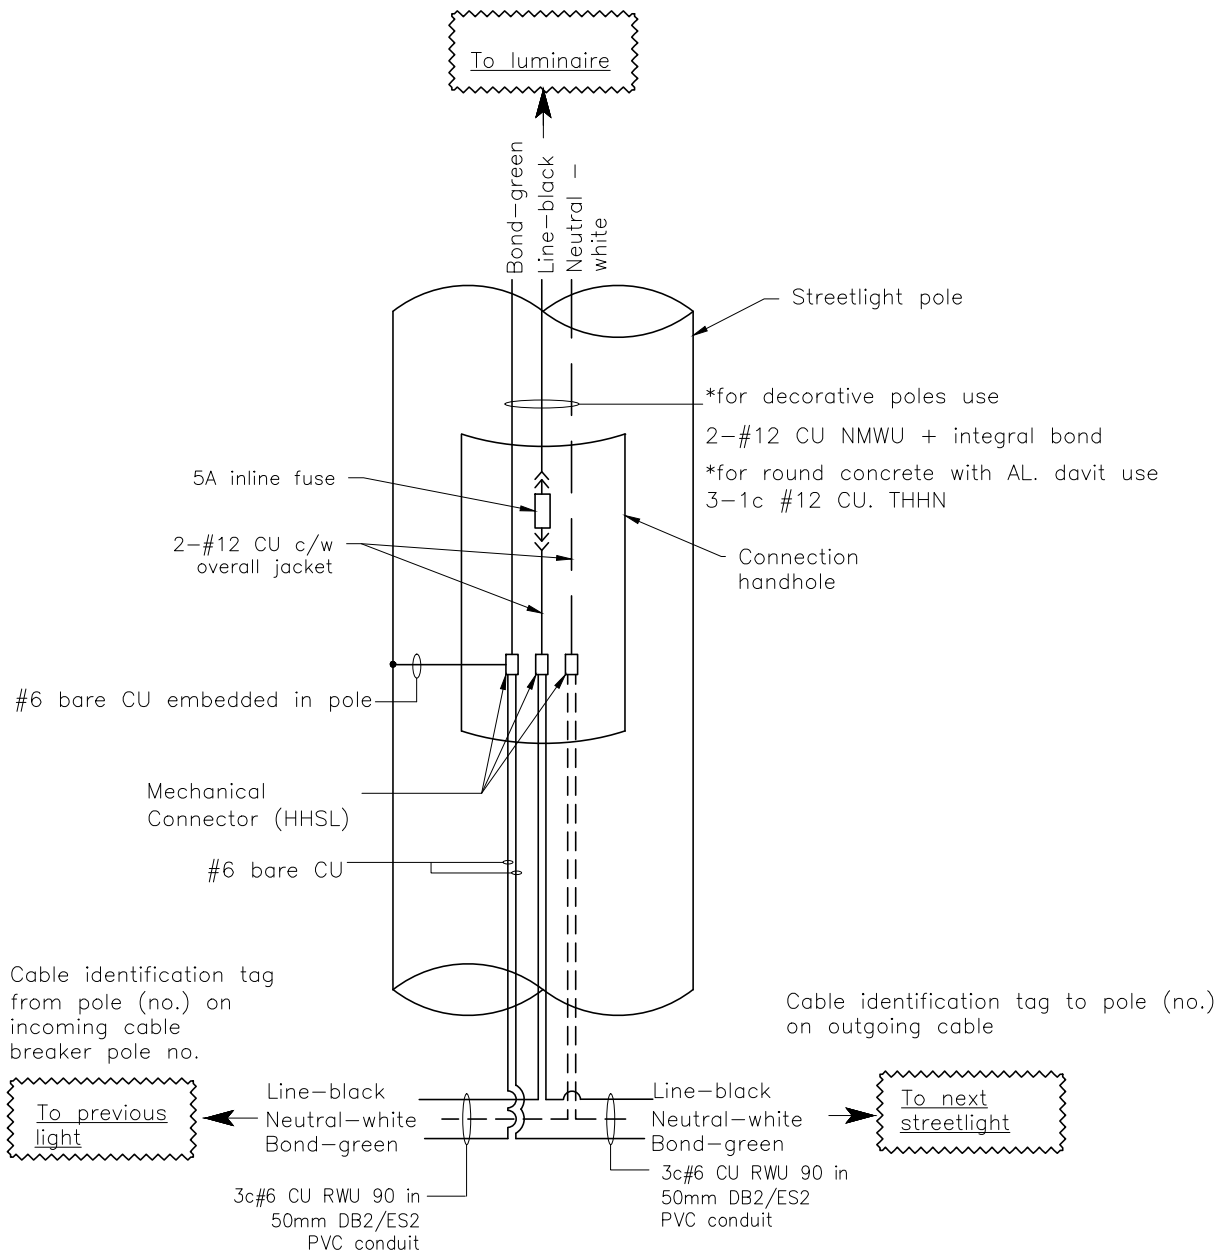 To luminaire
Bond-green
Line-black
Neutral -
white
Streetlight pole
*for decorative poles use
2-#12 CU NMWU + integral bond
*for round concrete with AL. davit use
3-1c #12 CU. THHN
5A inline fuse
2-#12 CU c/w
overall jacket
Connection
handhole
#6 bare CU embedded in pole
Mechanical
Connector (HHSL)
#6 bare CU
Cable identification tag
from pole (no.) on
incoming cable
breaker pole no.
Cable identification tag to pole (no.)
on outgoing cable
To previous
light
Line-black
Neutral-white
Bond-green
Line-black
Neutral-white
Bond-green
To next
streetlight
3c#6 CU RWU 90 in
50mm DB2/ES2
PVC conduit
3c#6 CU RWU 90 in
50mm DB2/ES2
PVC conduit